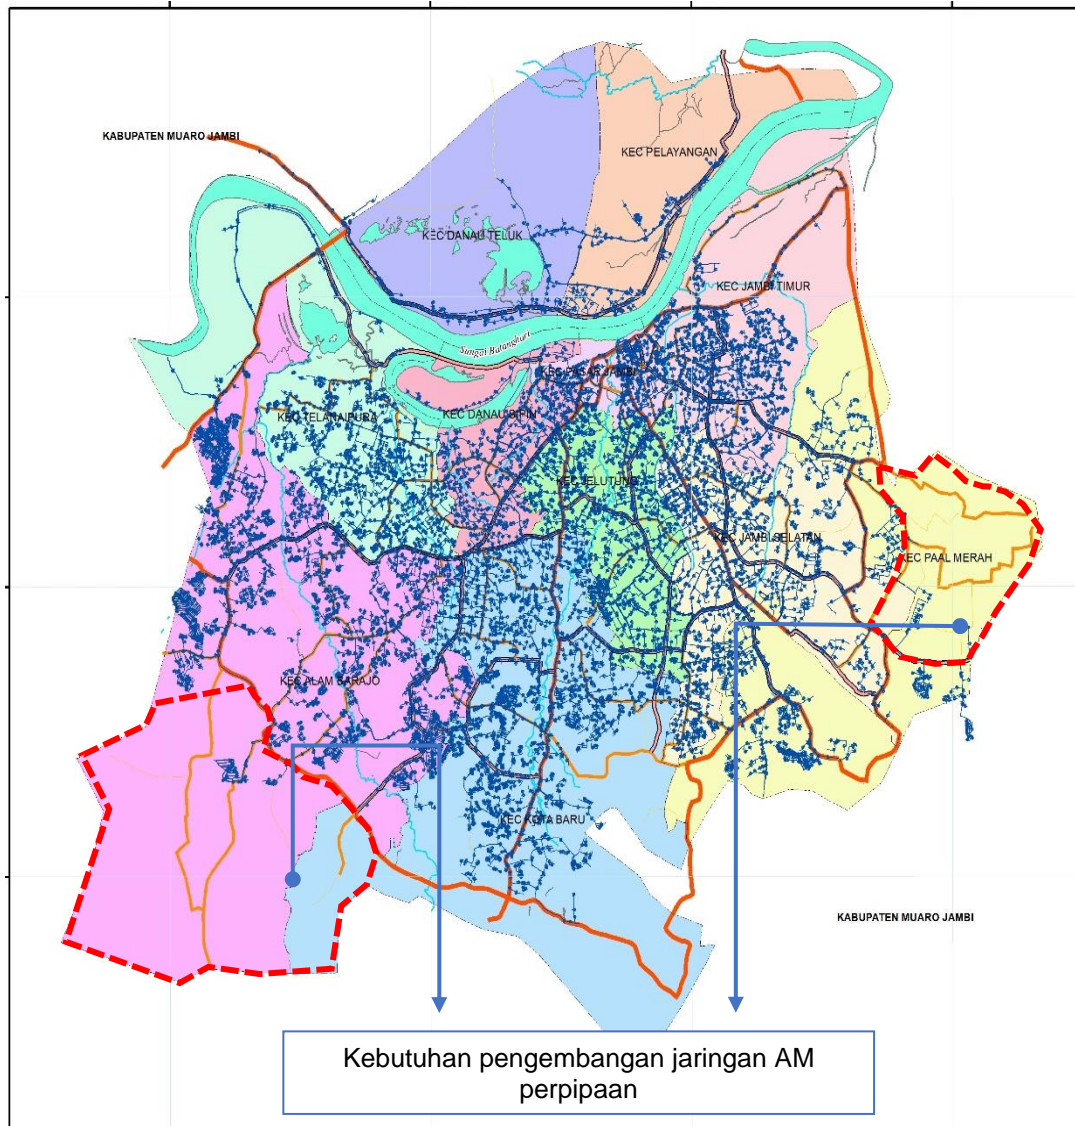 KABUPATEN MUARO JAMBI
KEC PELAYANGAN
KEC DANAU TELUK
KEC JAMBI TIMUR
Sungai Batanghari
KEC PASAR JAMBI
KEC TELANAIPURA
KEC DANAU SIPIN
KEC JELUTUNG
KEC JAMBI SELATAN
KEC PAAL MERAH
KEC ALAM BARAJO
KEC KOTA BARU
KABUPATEN MUARO JAMBI
Kebutuhan pengembangan jaringan AM
perpipaan